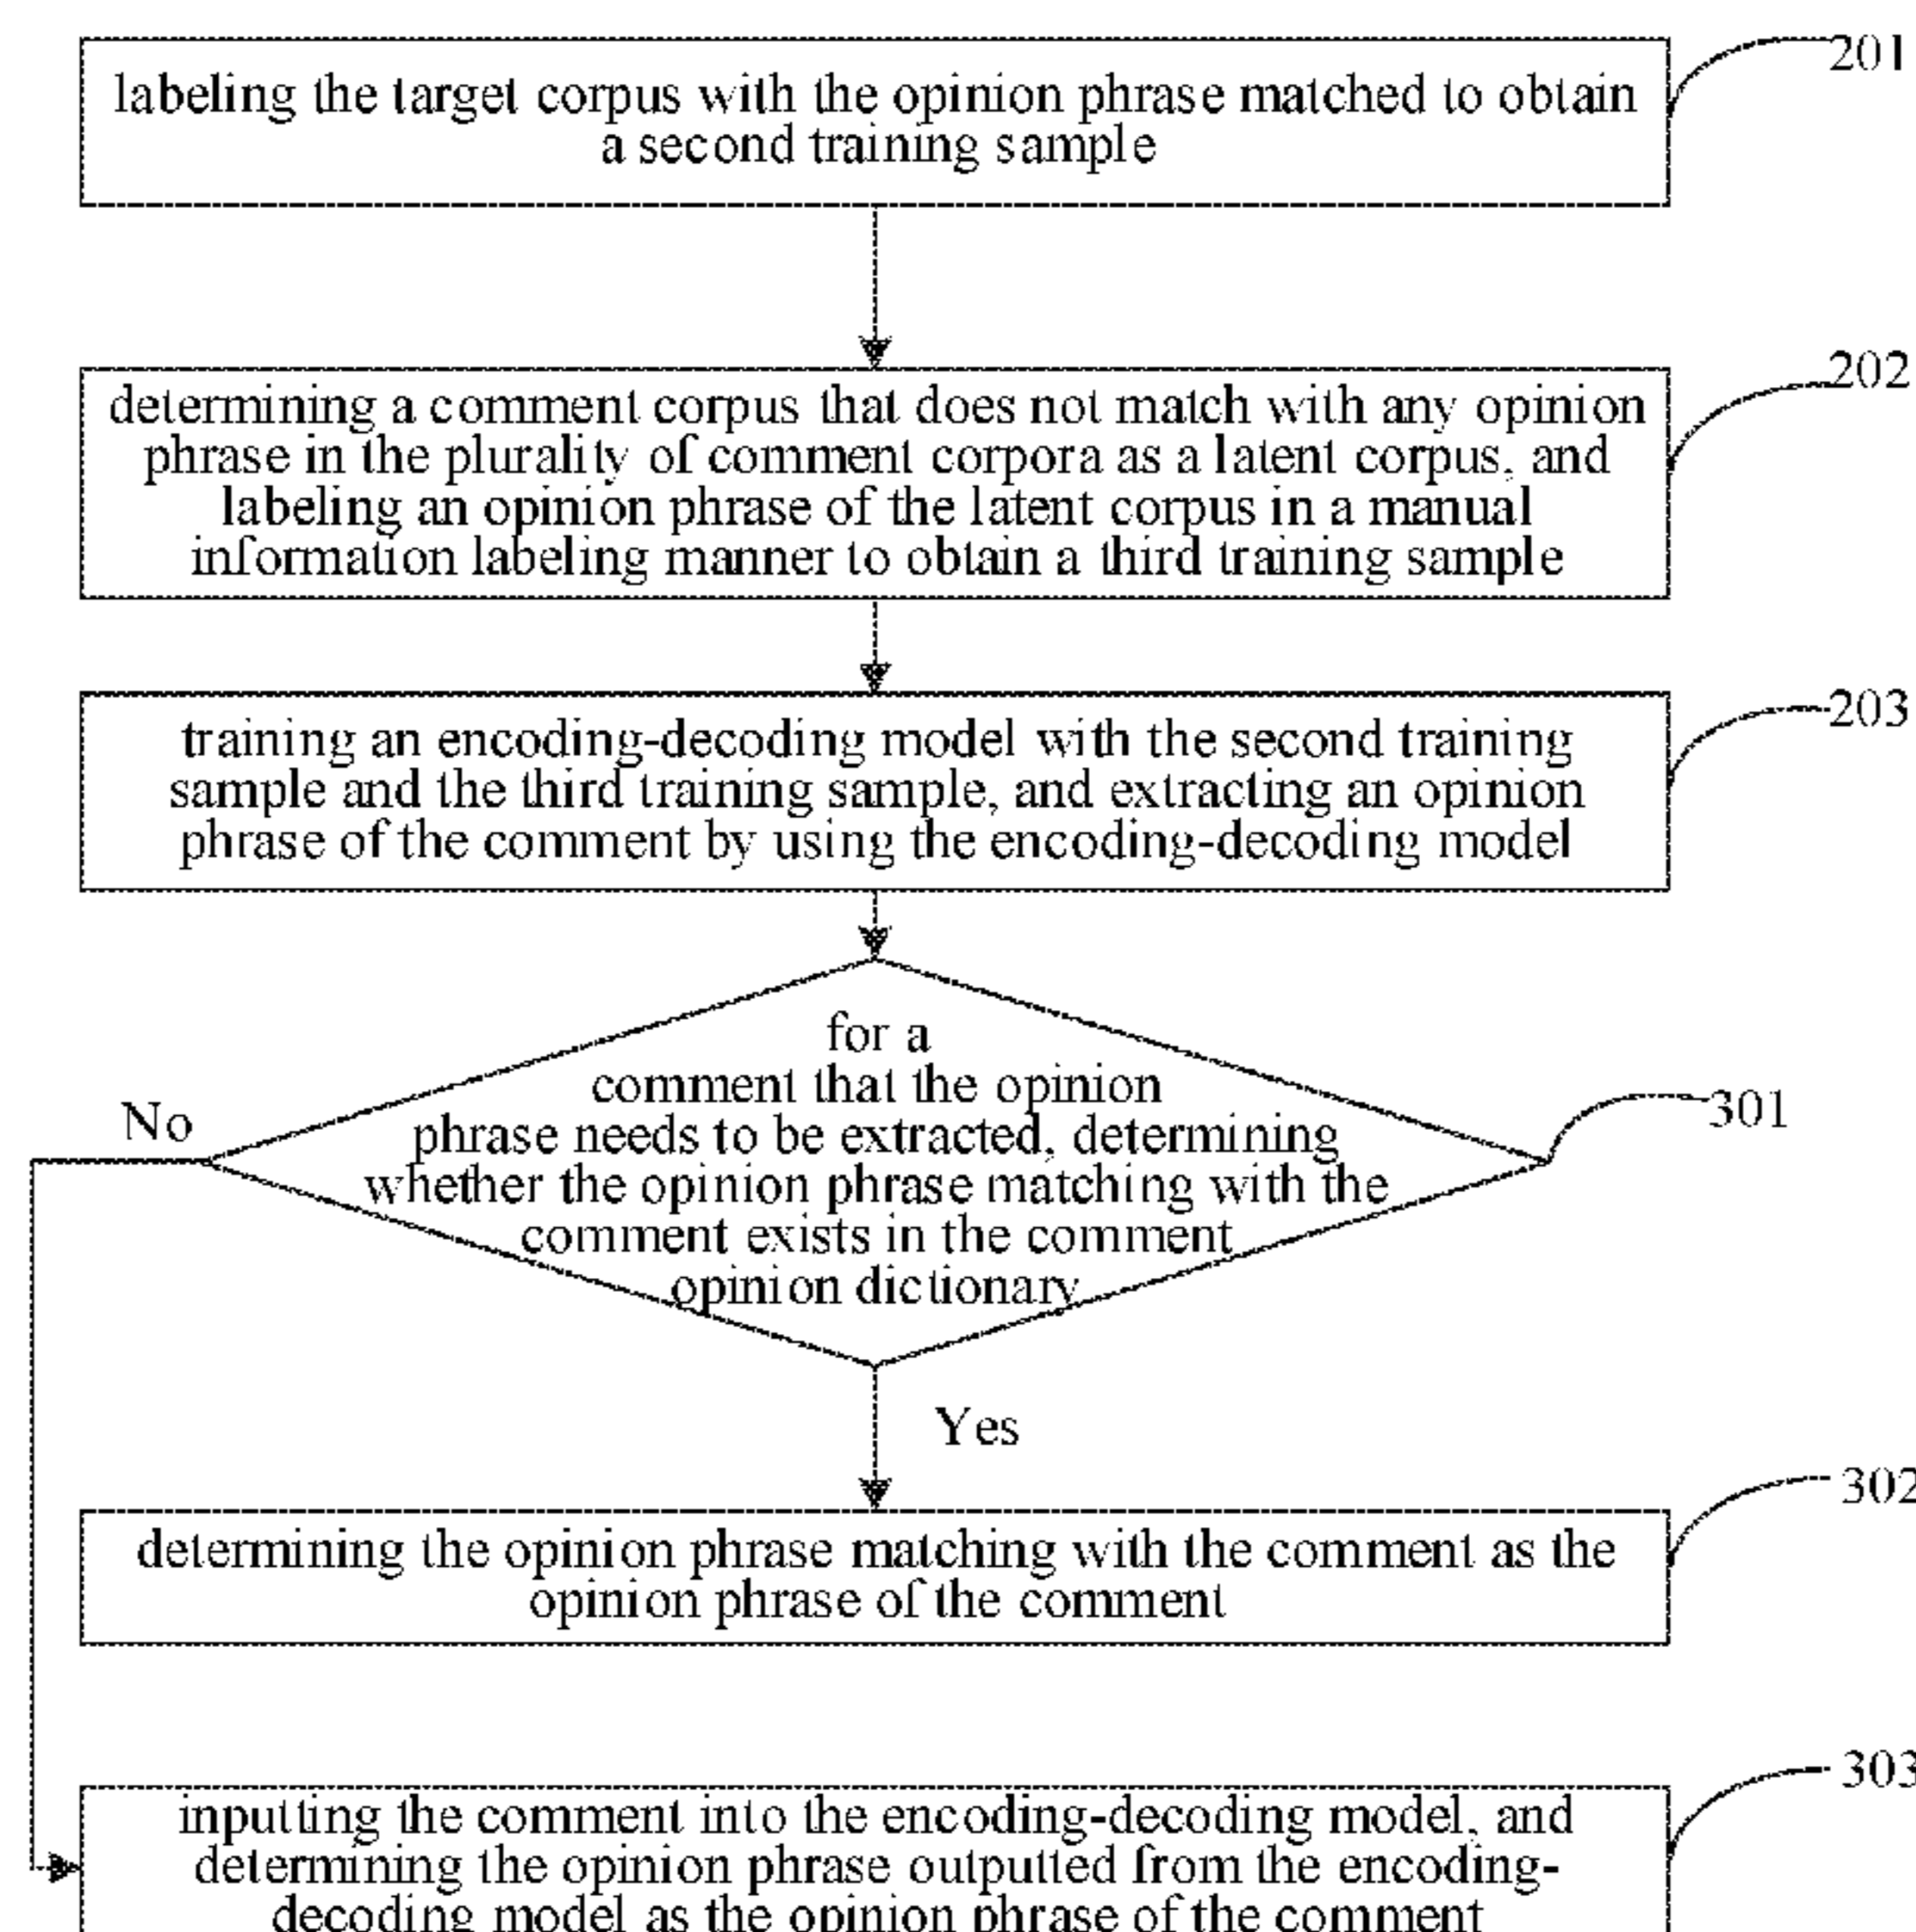 201
labeling the target corpus with the opinion phrase matched to obtain
a second training sample
202
determining a comment corpus that does not match with any opinion
phrase in the plurality of comment corpora as a latent corpus, and
labeling an opinion phrase of the latent corpus in a manual
information labeling manner to obtain a third training sample
203
training an encoding-decoding model with the second training
sample and the third training sample, and extracting an opinion
phrase of the comment by using the encoding-decoding model
for a
comment that the opinion
phrase needs to be extracted, determining
whether the opinion phrase matching with the
comment exists in the comment
opinion dictionary
No
301
Yes
302
determining the opinion phrase matching with the comment as the
opinion phrase of the comment
303
inputting the comment into the encoding-decoding model, and
determining the opinion phrase outputted from the encoding-
decoding model as the opinion phrase of the comment